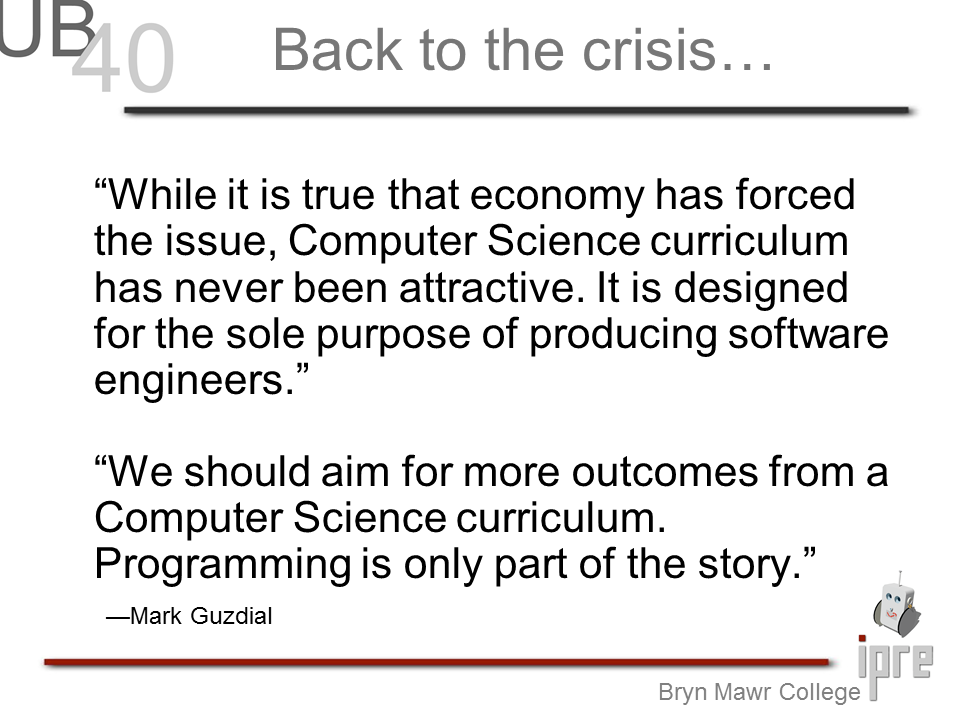 UB
40
Back to the crisis…
“While it is true that economy has forced
the issue, Computer Science curriculum
has never been attractive. It is designed
for the sole purpose of producing software
engineers.”
“We should aim for more outcomes from a
Computer Science curriculum.
Programming is only part of the story.”
—Mark Guzdial
ipre
Bryn Mawr College